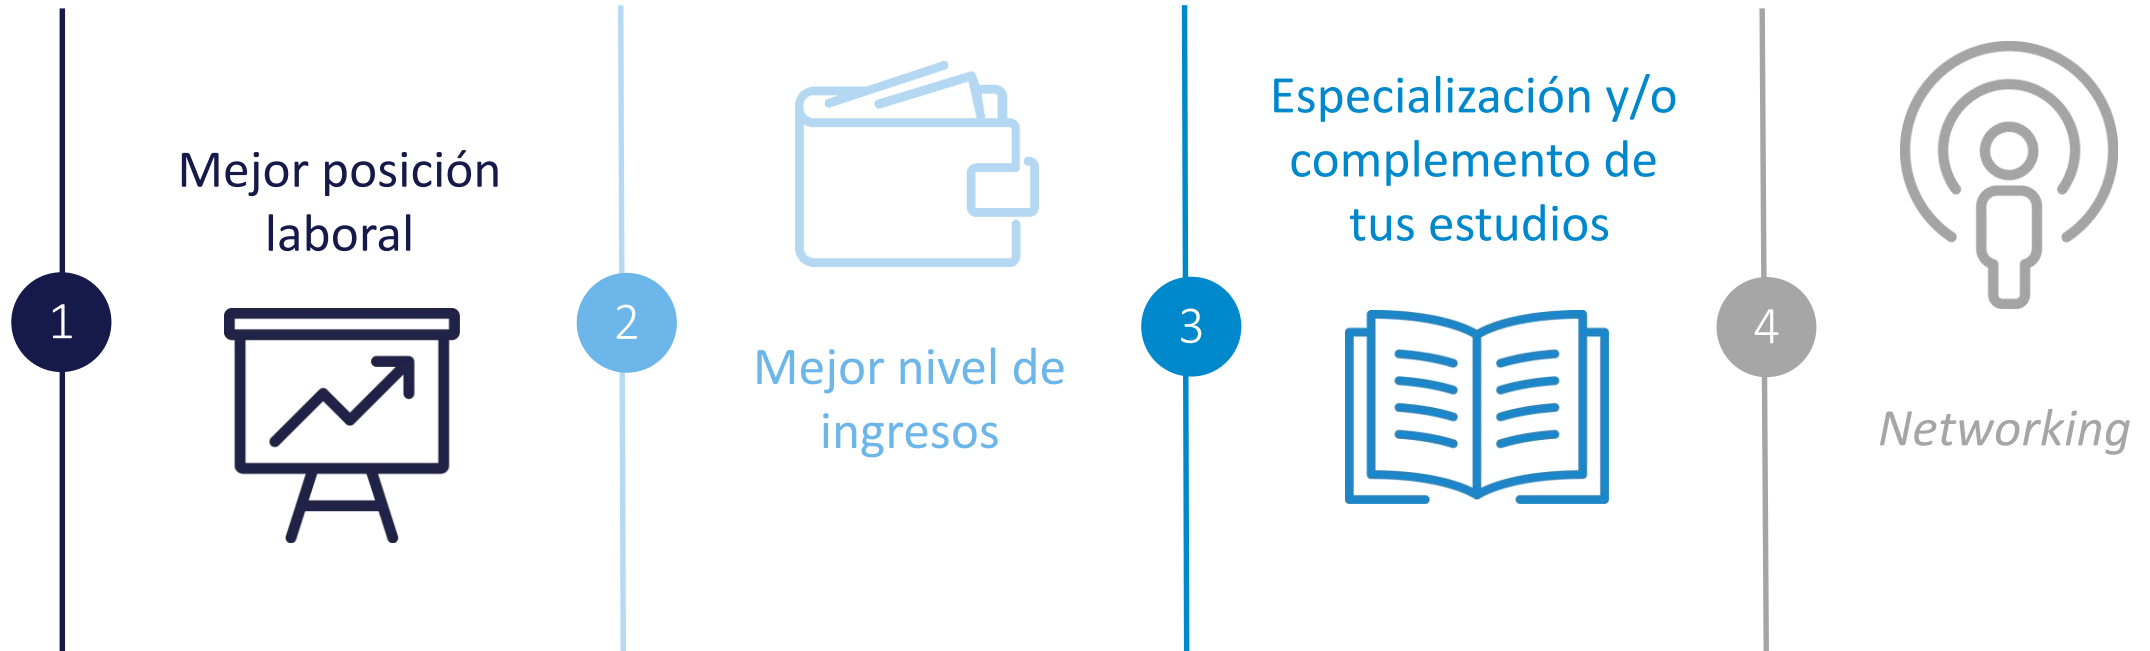 1
Mejor posición
laboral
2
Mejor nivel de
ingresos
3
Especialización y/o
complemento de
tus estudios
4
Networking